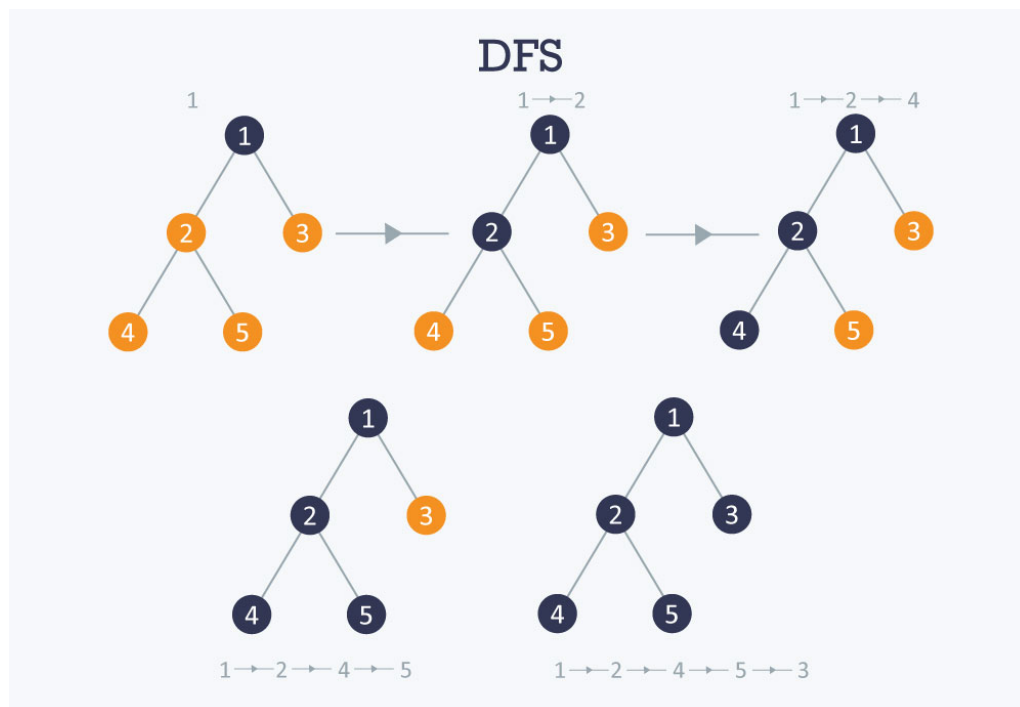 DFS
1
1 2
1 2 4
1 1 1
2 3 2 3 2 3
4 5 4 5 4 5
1 1
2 3 2 3
4 5 4 5
1 2 4 5
1 2 4 5 3